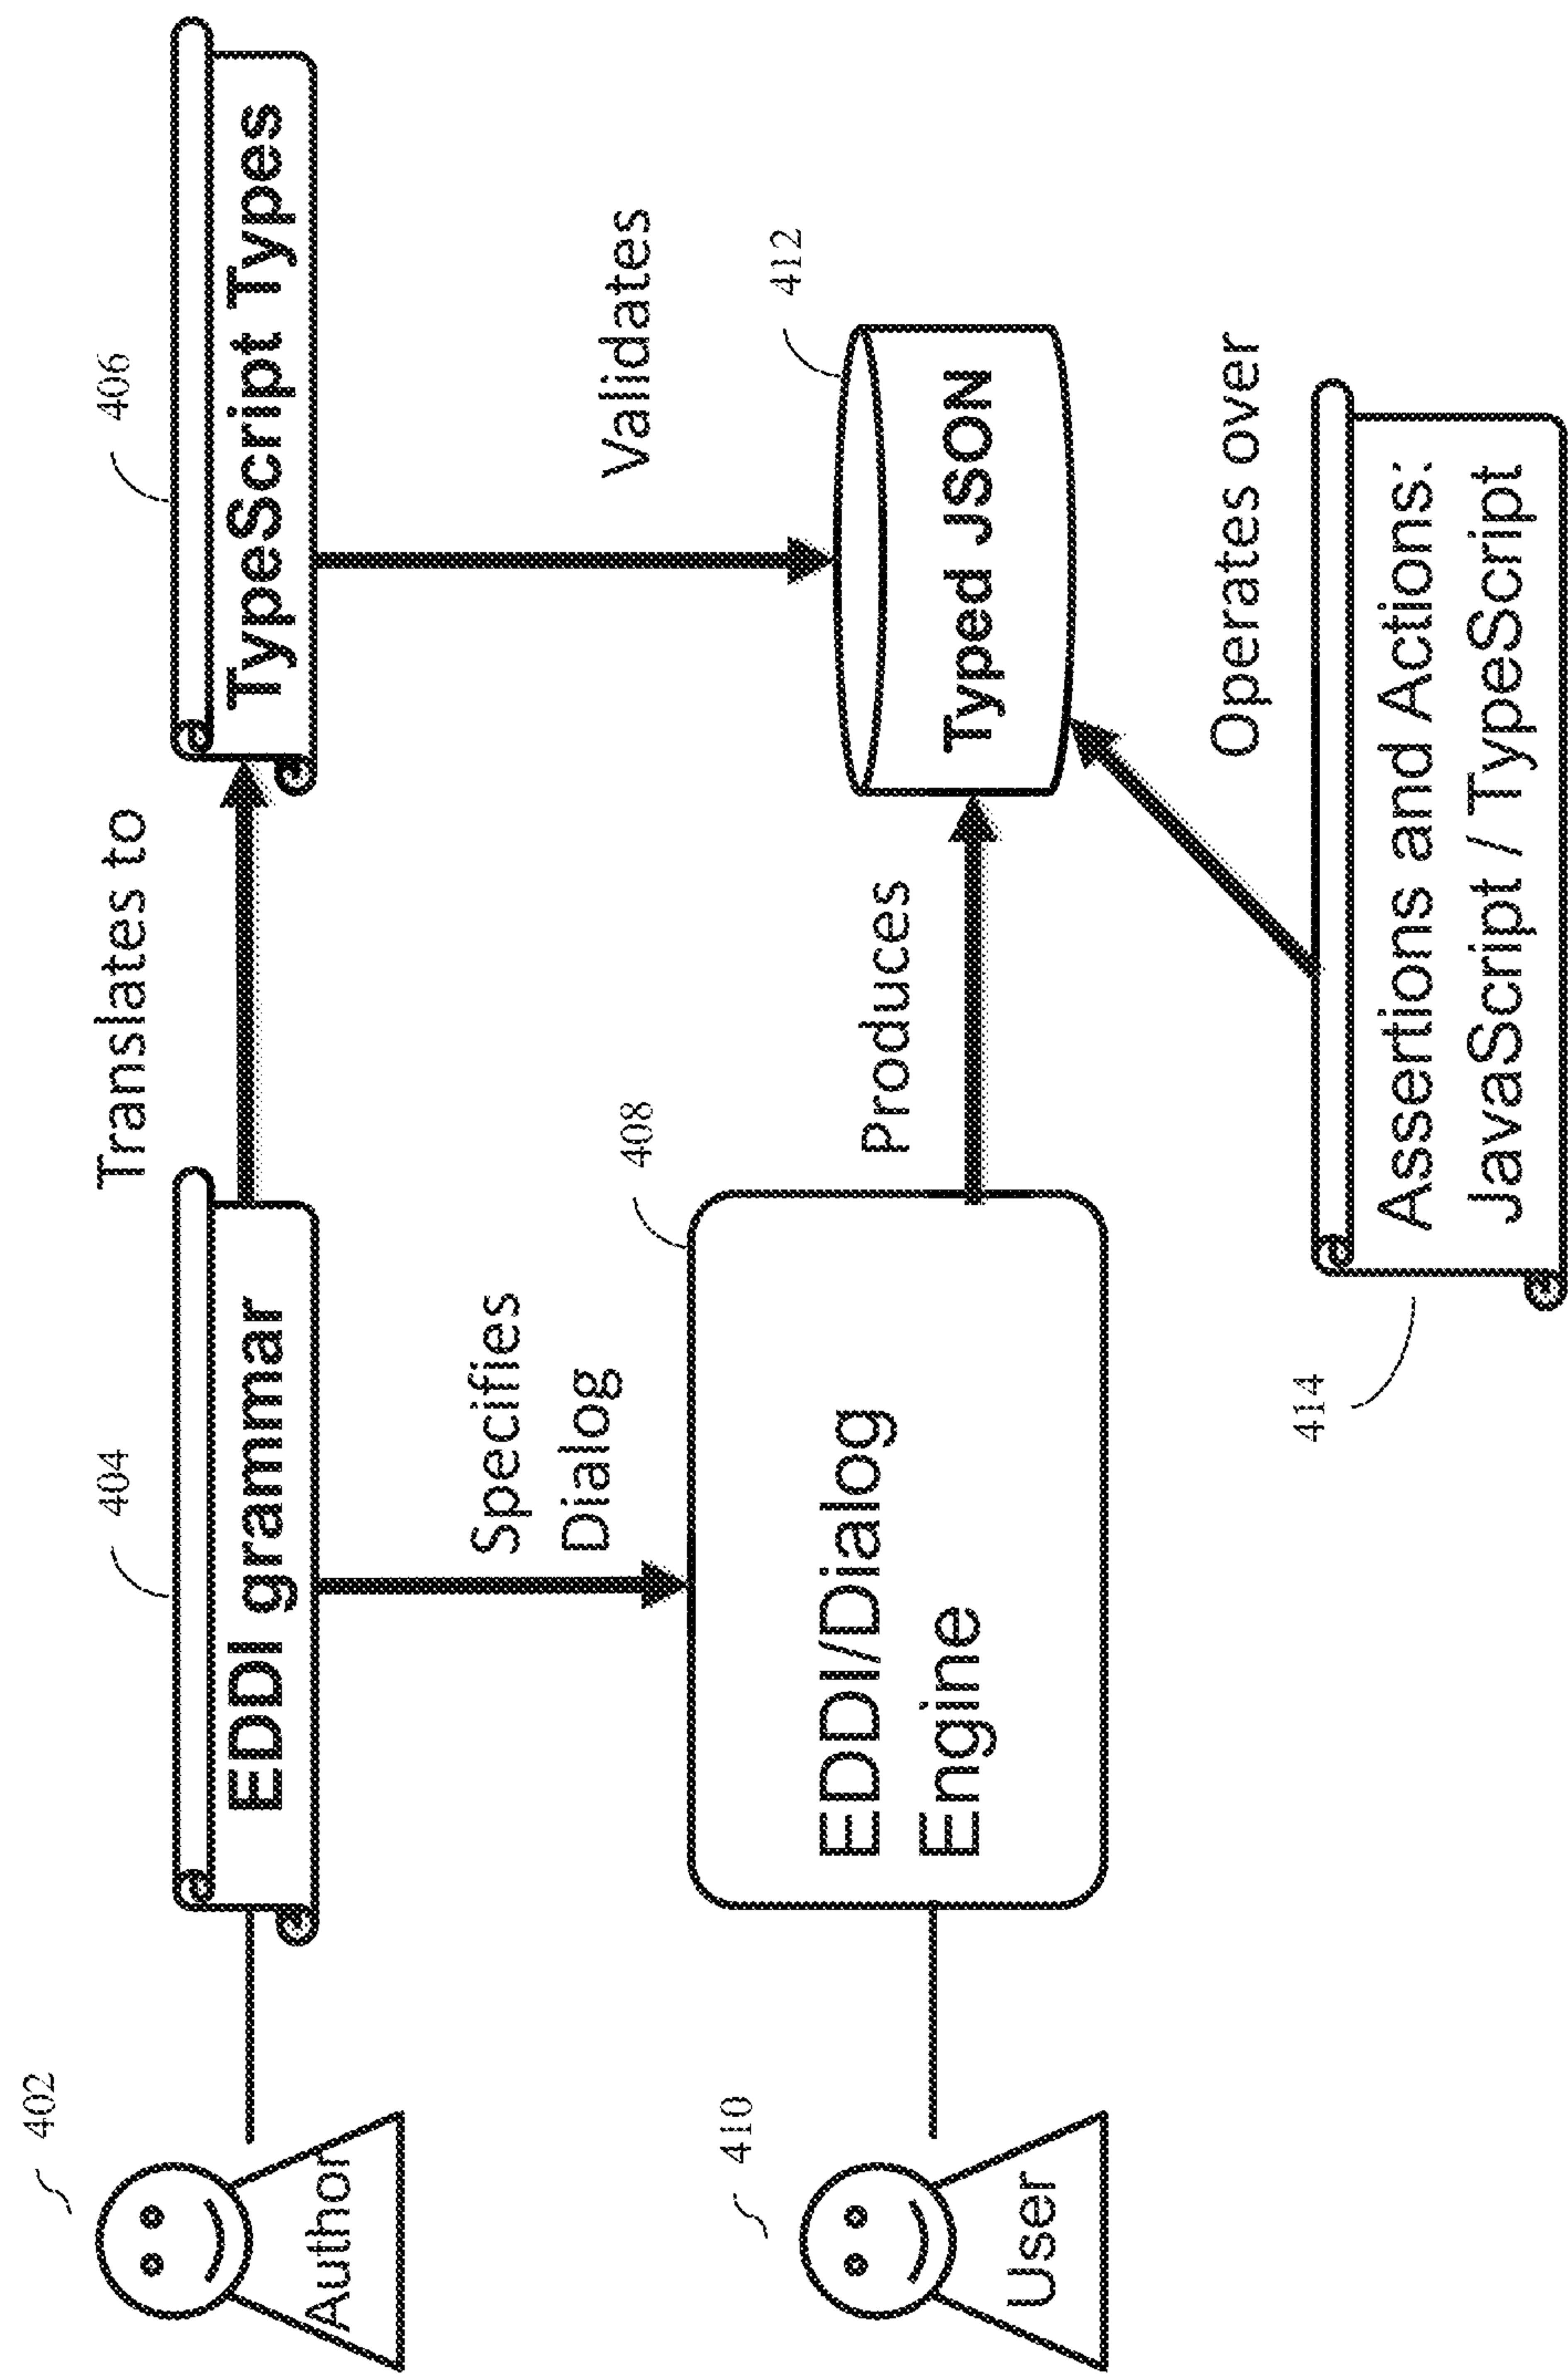 402
Author
404
EDDI grammar
Translates to
406
TypeScript Types
Specifies
Dialog
Validates
410
User
408
EDDI/Dialog
Engine
Produces
412
Typed JSON
Operates over
414
Assertions and Actions:
JavaScript / TypeScript